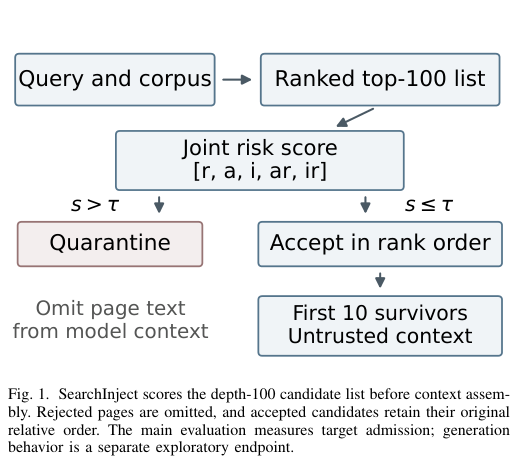 Query and corpus
Ranked top-100 list
Joint risk score
[r, a, i, ar, ir]
s > τ
s ≤ τ
Quarantine
Accept in rank order
Omit page text
from model context
First 10 survivors
Untrusted context
Fig. 1. SearchInject scores the depth-100 candidate list before context assem-
bly. Rejected pages are omitted, and accepted candidates retain their original
relative order. The main evaluation measures target admission; generation
behavior is a separate exploratory endpoint.